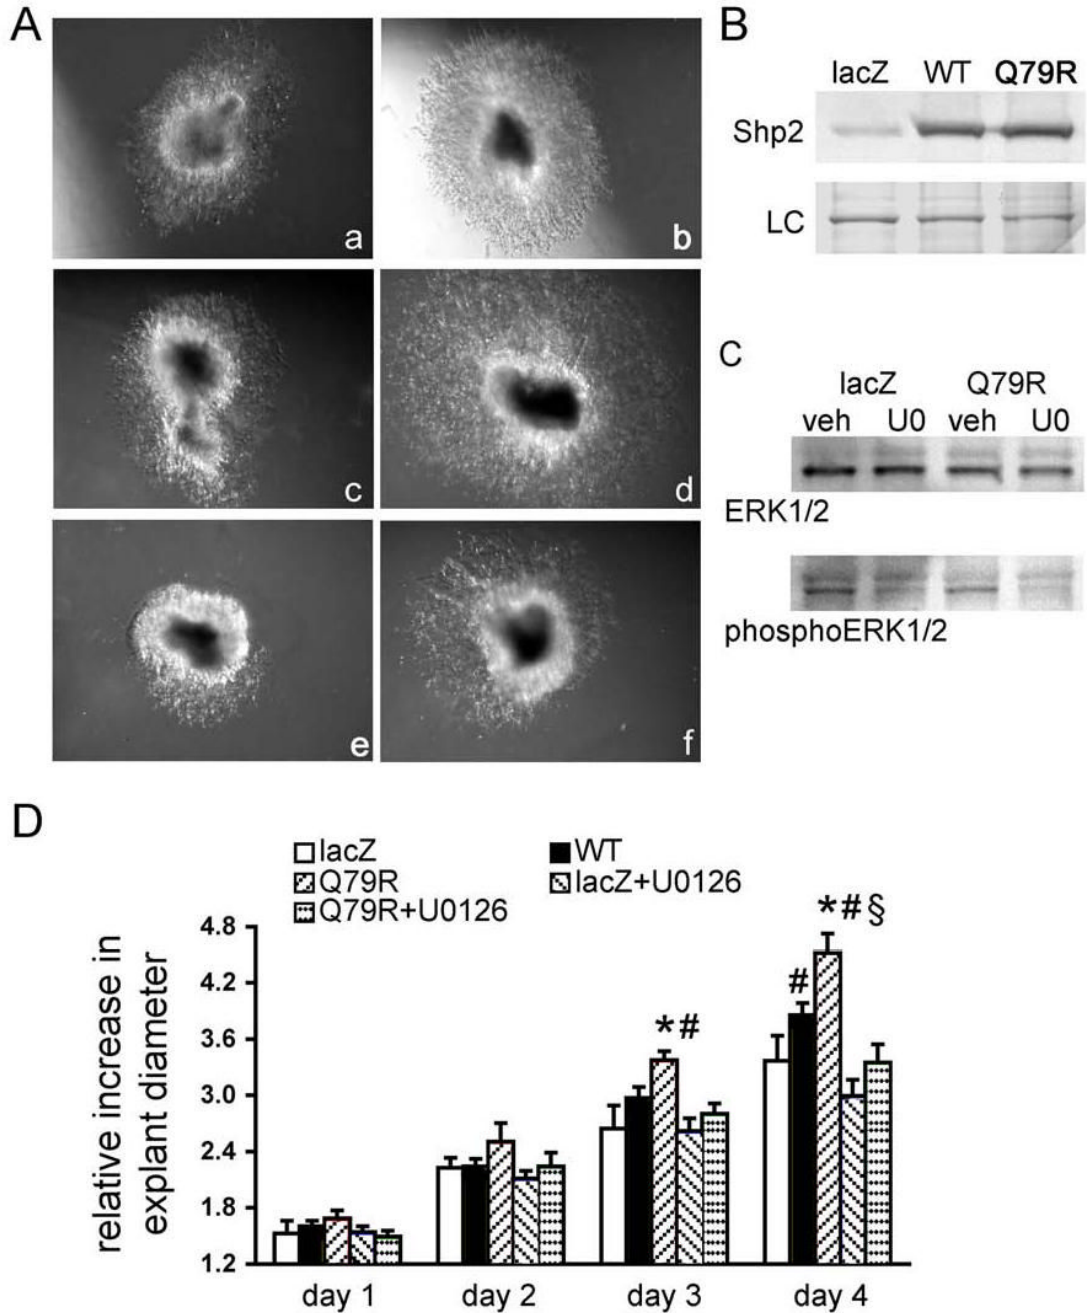 A
a
b
c
d
e
f
B
lacZ WT Q79R
Shp2
LC
C
lacZ Q79R
veh U0 veh U0
ERK1/2
phosphoERK1/2
D
lacZ WT
Q79R lacZ+U0126
Q79R+U0126
relative increase in
explant diameter
4.8
4.2
3.6
3.0
2.4
1.8
1.2
*#
#
*#§
day 1 day 2 day 3 day 4